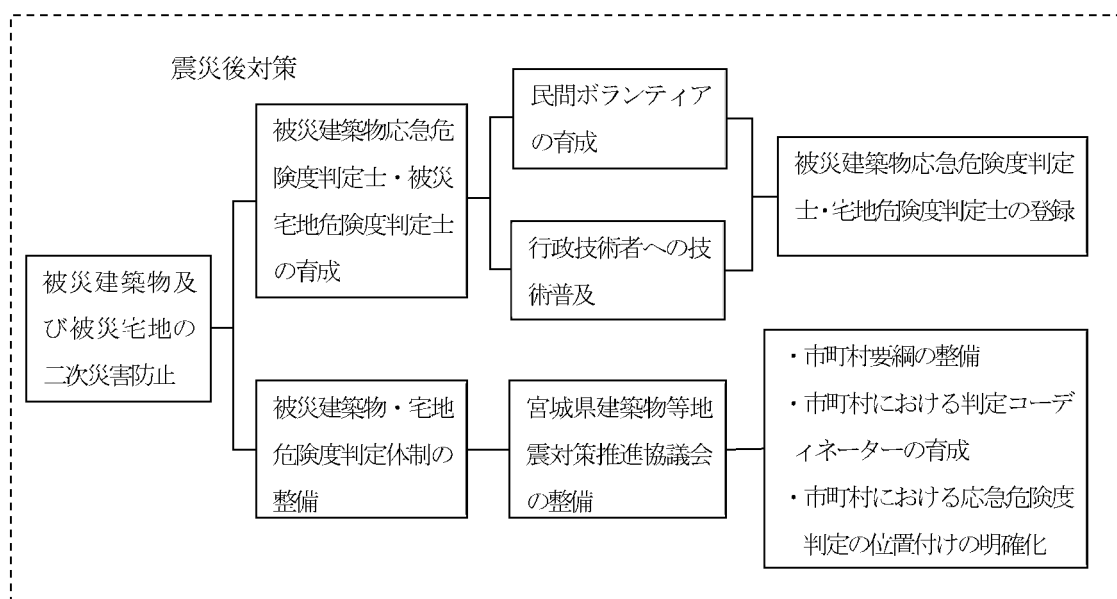 震災後対策
被災建築物及
び被災宅地の
二次災害防止
被災建築物応急危
険度判定士・被災
宅地危険度判定士
の育成
民間ボランティア
の育成
行政技術者への技
術普及
被災建築物応急危険度判定
士・宅地危険度判定士の登録
被災建築物・宅地
危険度判定体制の
整備
宮城県建築物等地
震対策推進協議会
の整備
・市町村要綱の整備
・市町村における判定コーデ
ィネーターの育成
・市町村における応急危険度
判定の位置付けの明確化